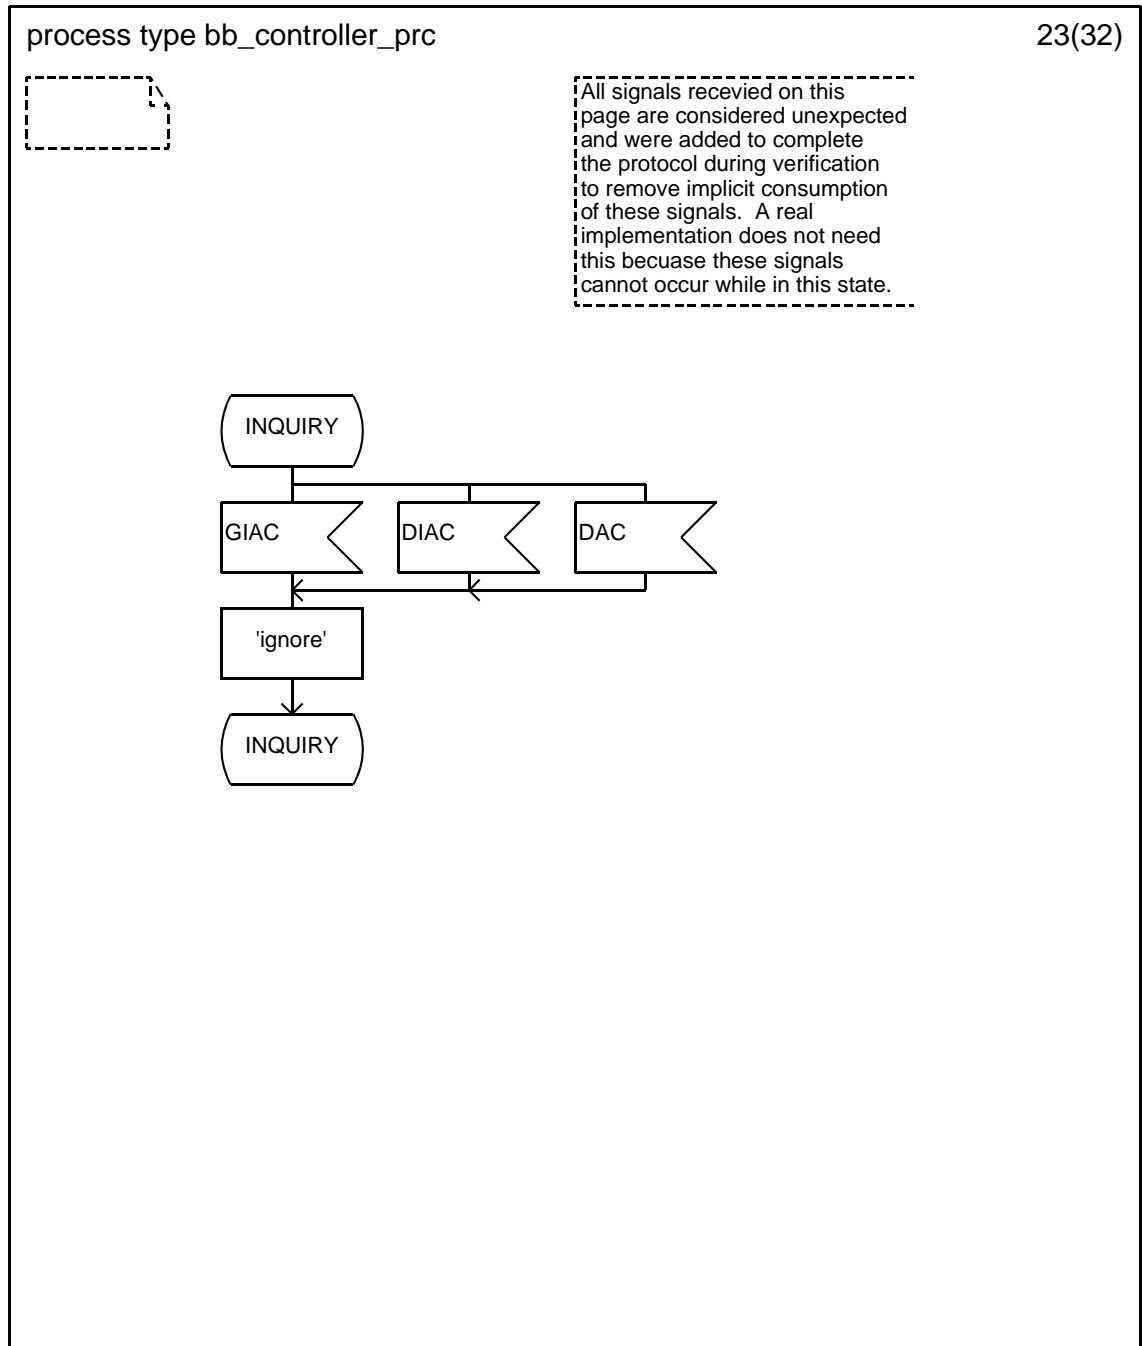 process type bb_controller_prc
23(32)
All signals recevied on this
page are considered unexpected
and were added to complete
the protocol during verification
to remove implicit consumption
of these signals.  A real
implementation does not need
this becuase these signals
cannot occur while in this state.
INQUIRY
GIAC
DIAC
DAC
'ignore'
INQUIRY